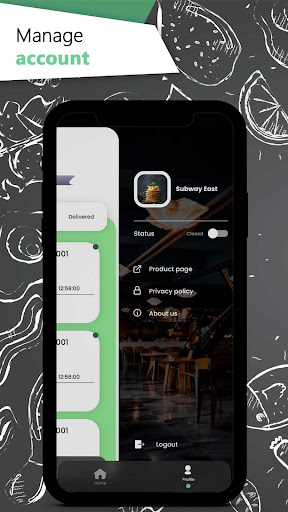 Manage
account
Subway East
Delivered
Status
Closed
001
12:59:00
Product page
Privacy policy
About us
001
12:58:00
001
Logout
Home
Profile